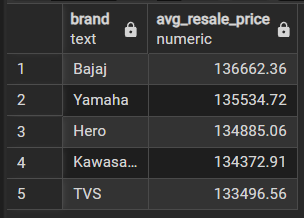 brand avg_resale_price
text numeric
1 Bajaj 136662.36
2 Yamaha 135534.72
3 Hero 134885.06
4 Kawasa... 134372.91
5 TVS 133496.56